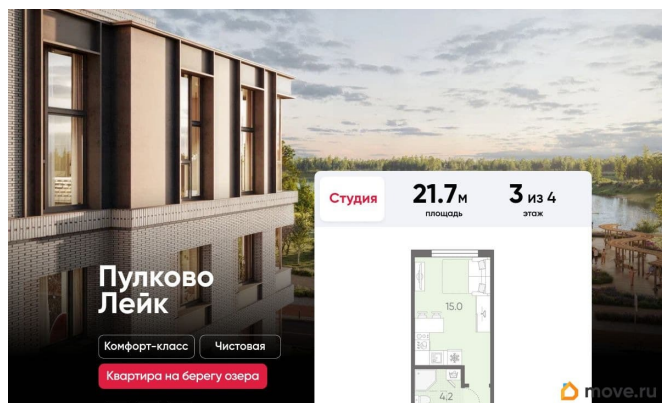 Студия
21.7 м
площадь
3 из 4
этаж
15.0
4.2
Пулково
Лейк
Комфорт-класс
Чистовая
Квартира на берегу озера
move.ru